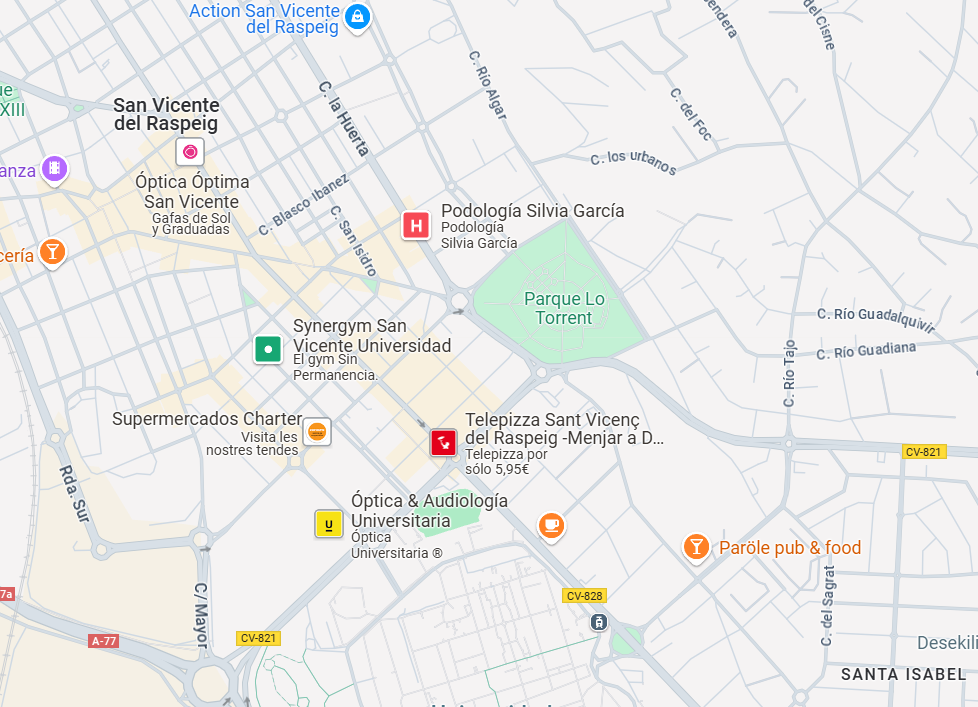 Action San Vicente
del Raspeig
C. Río Algar
del Cisne
C. la Huerta
C. del Foc
ue
XIII
San Vicente
del Raspeig
anza
C. los urbanos
Óptica Óptima
San Vicente
Gafas de Sol
y Graduadas
C. Blasco Ibanez
C. San Isidro
H
Podología Silvia García
Podología
Silvia García
cería
Parque Lo
Torrent
C. Río Guadalquivir
C. Río Guadiana
C. Río Tajo
Synergym San
Vicente Universidad
El gym Sin
Permanencia.
Supermercados Charter
Visita les
nostres tendes
Telepizza Sant Vicenç
del Raspeig -Menjar a D...
Telepizza por
sólo 5,95€
CV-821
Rda. Sur
Óptica & Audiología
Universitaria
Óptica
Universitaria ®
Paröle pub & food
C/ Mayor
7a
A-77
CV-821
CV-828
C. del Sagrat
Desekili
SANTA ISABEL